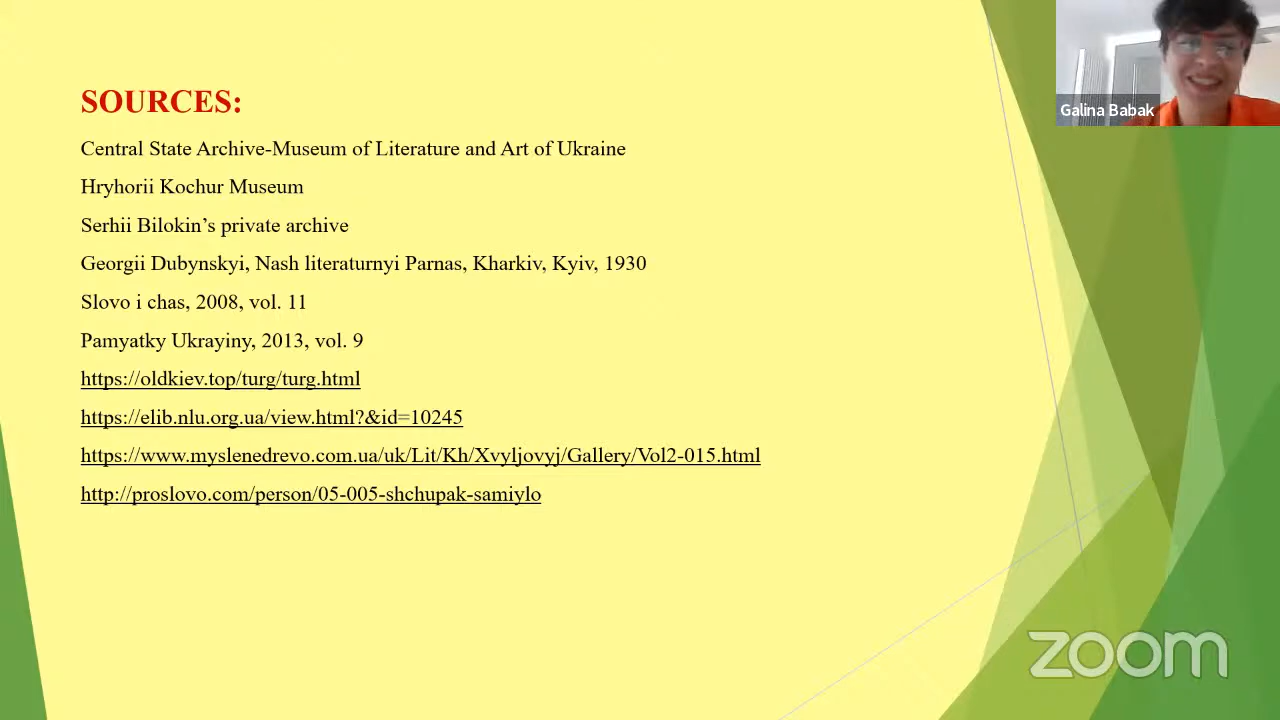 SOURCES:
Central State Archive-Museum of Literature and Art of Ukraine
Hryhorii Kochur Museum
Serhii Bilokin’s private archive
Georgii Dubynskyi, Nash literaturnyi Parnas, Kharkiv, Kyiv, 1930
Slovo i chas, 2008, vol. 11
Pamyatky Ukrayiny, 2013, vol. 9
https://oldkiev.top/turg/turg.html
https://elib.nlu.org.ua/view.html?&id=10245
https://www.myslenedrevo.com.ua/uk/Lit/Kh/Xvyljovyj/Gallery/Vol2-015.html
http://proslovo.com/person/05-005-shchupak-samiylo
Galina Babak
zoom